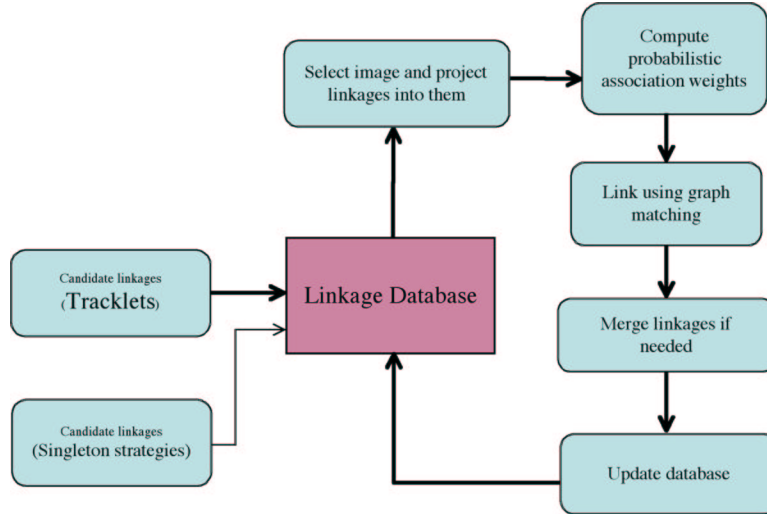 Compute
probabilistic
association weights
Select image and project
linkages into them
Link using graph
matching
Candidate linkages
(Tracklets)
Linkage Database
Merge linkages if
needed
Candidate linkages
(Singleton strategies)
Update database